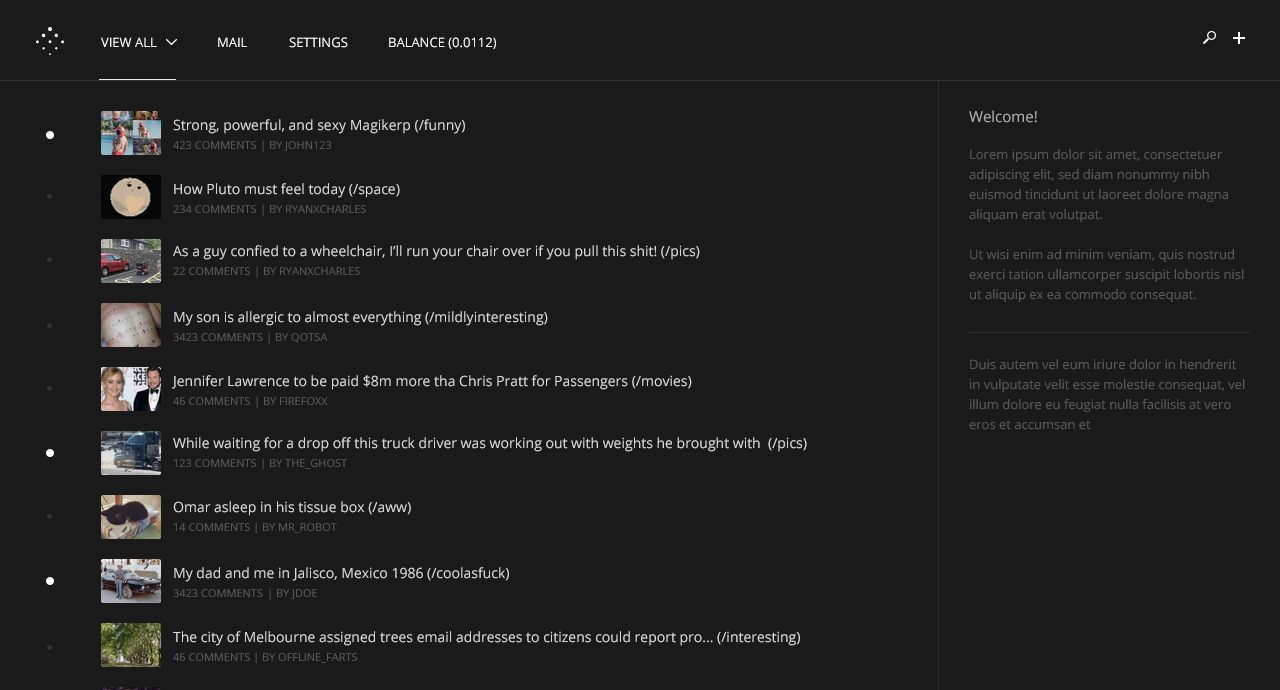 VIEW ALL
MAIL
SETTINGS
BALANCE (0.0112)
Strong, powerful, and sexy Magikerp (/funny)
423 COMMENTS | BY JOHN123
How Pluto must feel today (/space)
234 COMMENTS | BY RYANXCHARLES
As a guy confied to a wheelchair, I'll run your chair over if you pull this shit! (/pics)
22 COMMENTS | BY RYANXCHARLES
My son is allergic to almost everything (/mildlyinteresting)
3423 COMMENTS | BY QOTSA
Jennifer Lawrence to be paid $8m more tha Chris Pratt for Passengers (/movies)
46 COMMENTS | BY FIREFOXX
While waiting for a drop off this truck driver was working out with weights he brought with  (/pics)
123 COMMENTS | BY THE_GHOST
Omar asleep in his tissue box (/aww)
14 COMMENTS | BY MR_ROBOT
My dad and me in Jalisco, Mexico 1986 (/coolasfuck)
3423 COMMENTS | BY JDOE
The city of Melbourne assigned trees email addresses to citizens could report pro... (/interesting)
46 COMMENTS | BY OFFLINE_FARTS
Welcome!
Lorem ipsum dolor sit amet, consectetuer
adipiscing elit, sed diam nonummy nibh
euismod tincidunt ut laoreet dolore magna
aliquam erat volutpat.
Ut wisi enim ad minim veniam, quis nostrud
exerci tation ullamcorper suscipit lobortis nisl
ut aliquip ex ea commodo consequat.
Duis autem vel eum iriure dolor in hendrerit
in vulputate velit esse molestie consequat, vel
illum dolore eu feugiat nulla facilisis at vero
eros et accumsan et